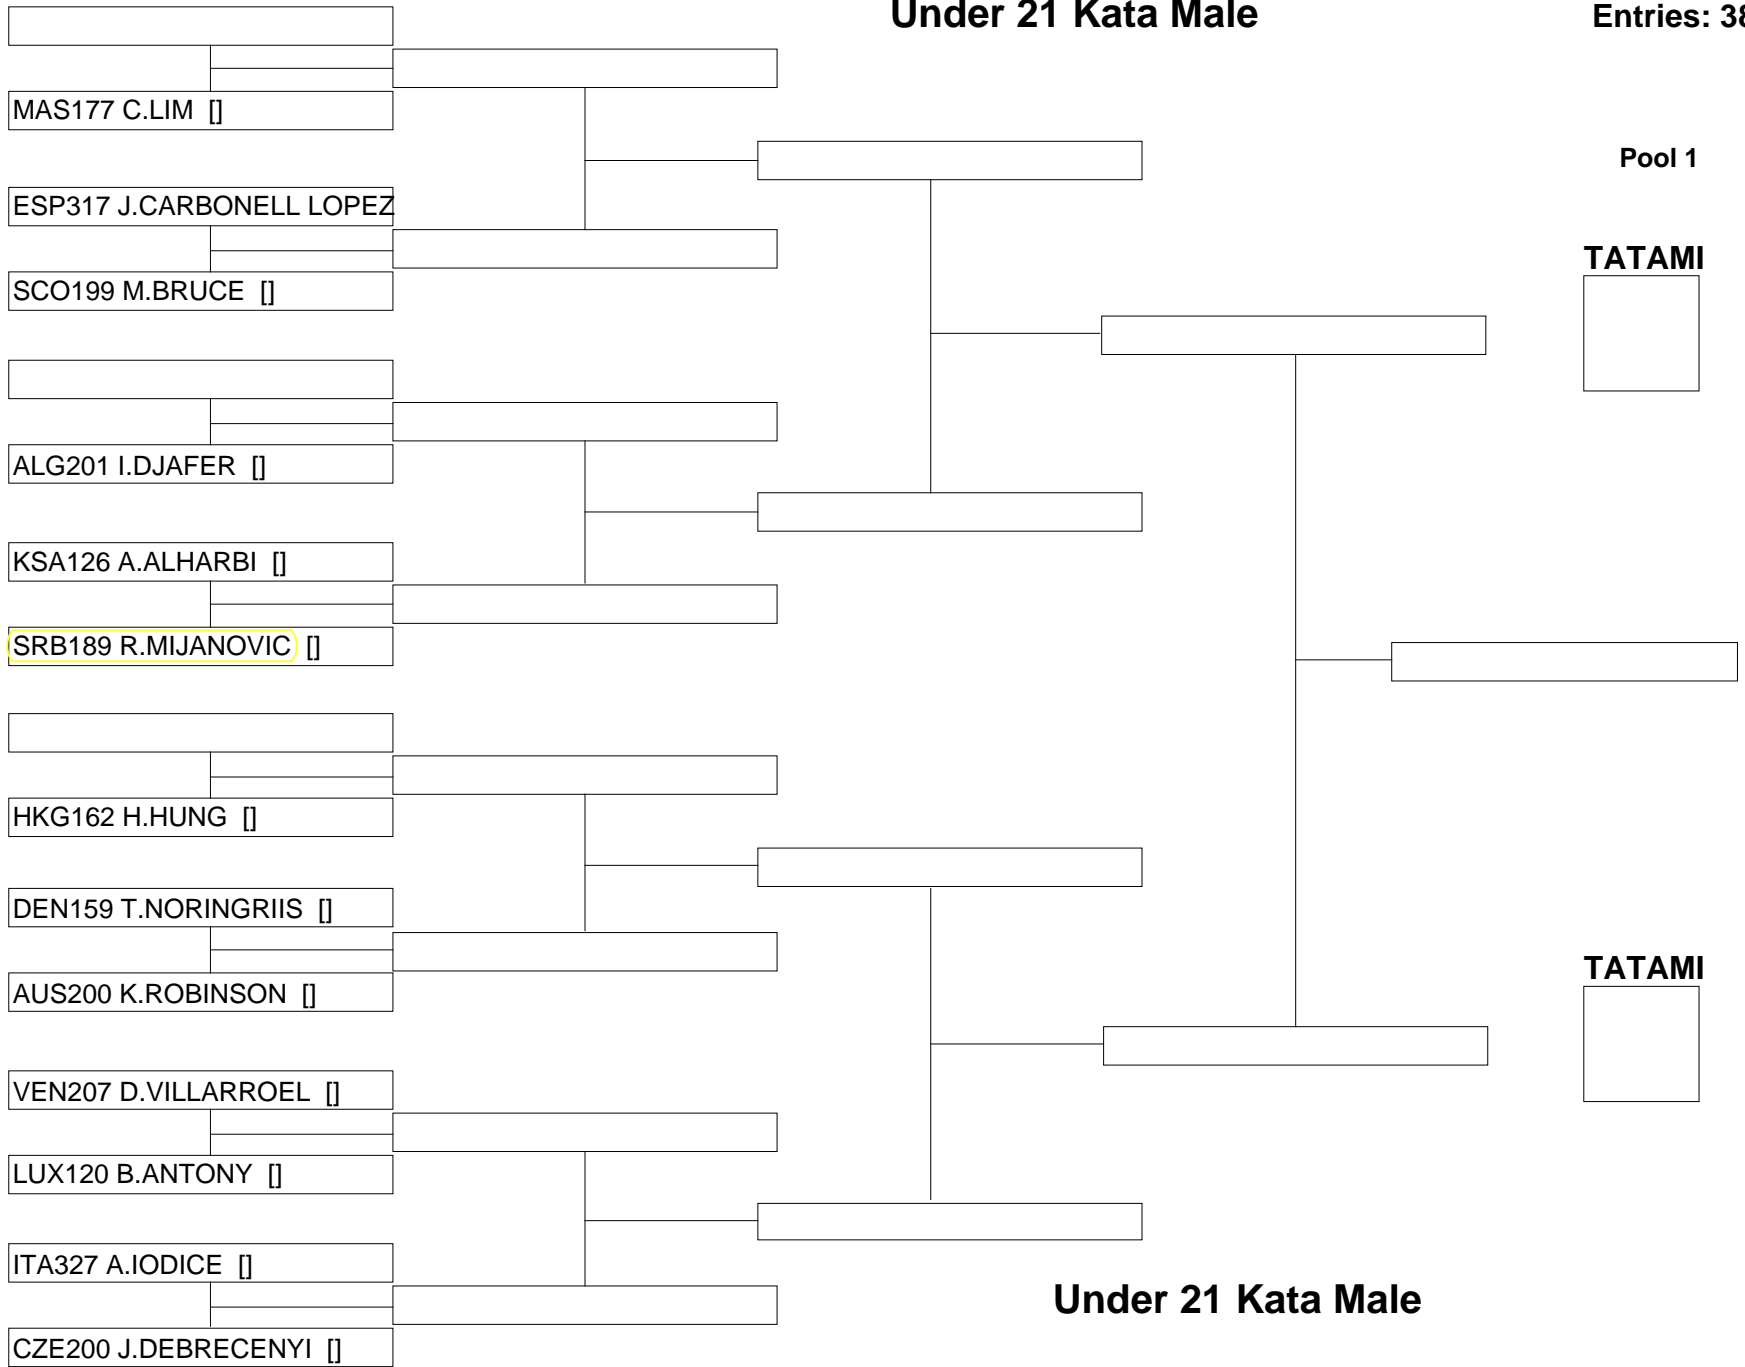 Under 21 Kata Male
Entries: 38
MAS177 C.LIM []
Pool 1
ESP317 J.CARBONELL LOPEZ
TATAMI
SCO199 M.BRUCE []
ALG201 I.DJAFER []
KSA126 A.ALHARBI []
SRB189 R.MIJANOVIC []
HKG162 H.HUNG []
DEN159 T.NORINGRIIS []
TATAMI
AUS200 K.ROBINSON []
VEN207 D.VILLARROEL []
LUX120 B.ANTONY []
ITA327 A.IODICE []
Under 21 Kata Male
CZE200 J.DEBRECENYI []